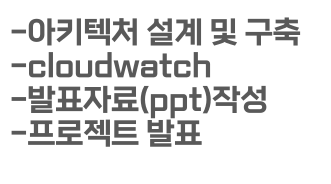 -아키텍처 설계 및 구축
-cloudwatch
-발표자료(ppt)작성
-프로젝트 발표